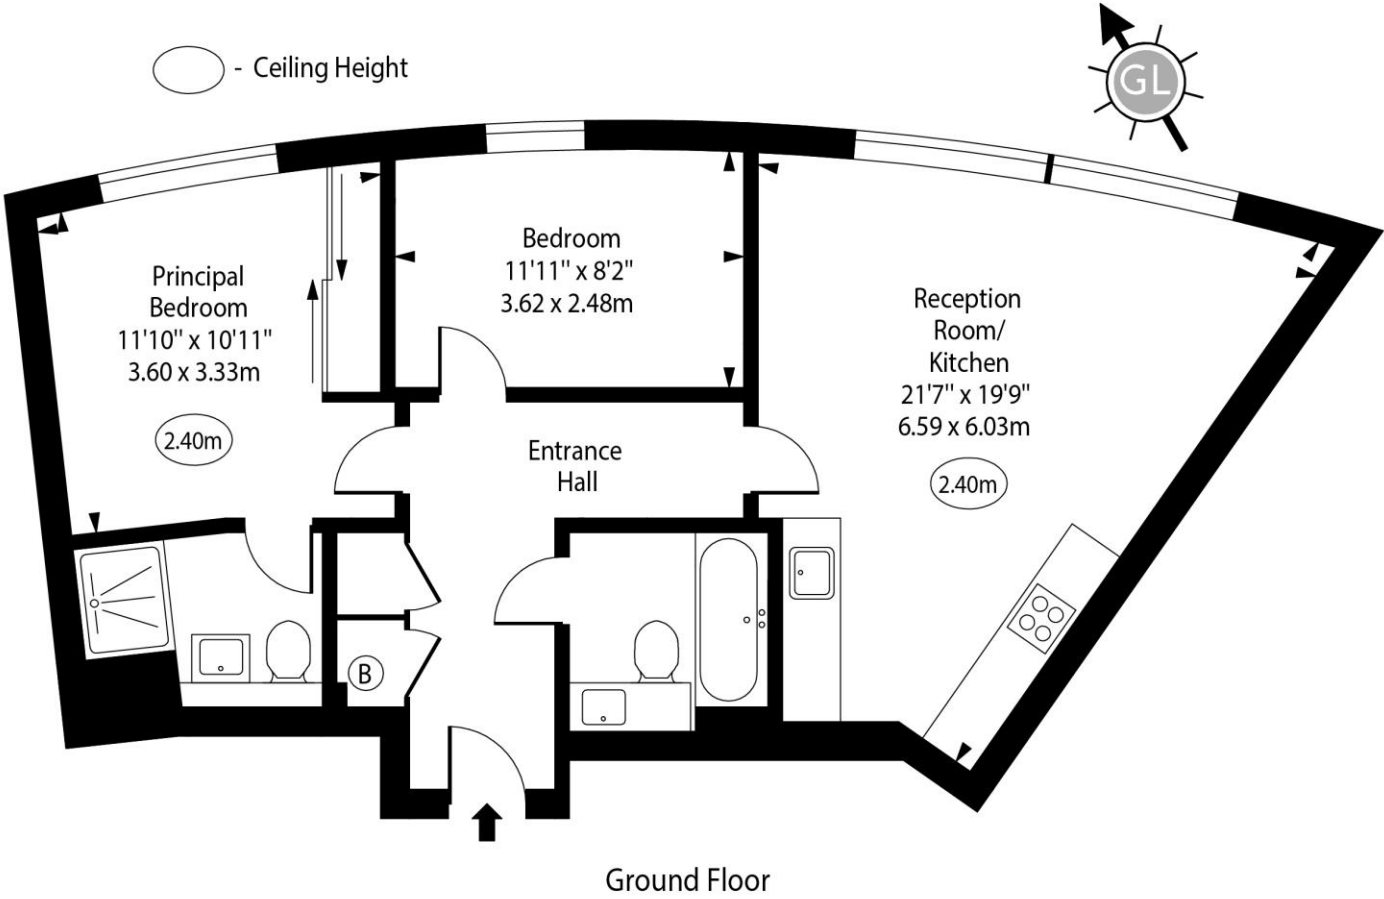 - Ceiling Height
GL
Principal
Bedroom
11'10" x 10'11"
3.60 x 3.33m
2.40m
Bedroom
11'11" x 8'2"
3.62 x 2.48m
Reception
Room/
Kitchen
21'7" x 19'9"
6.59 x 6.03m
2.40m
Entrance
Hall
B
Ground Floor